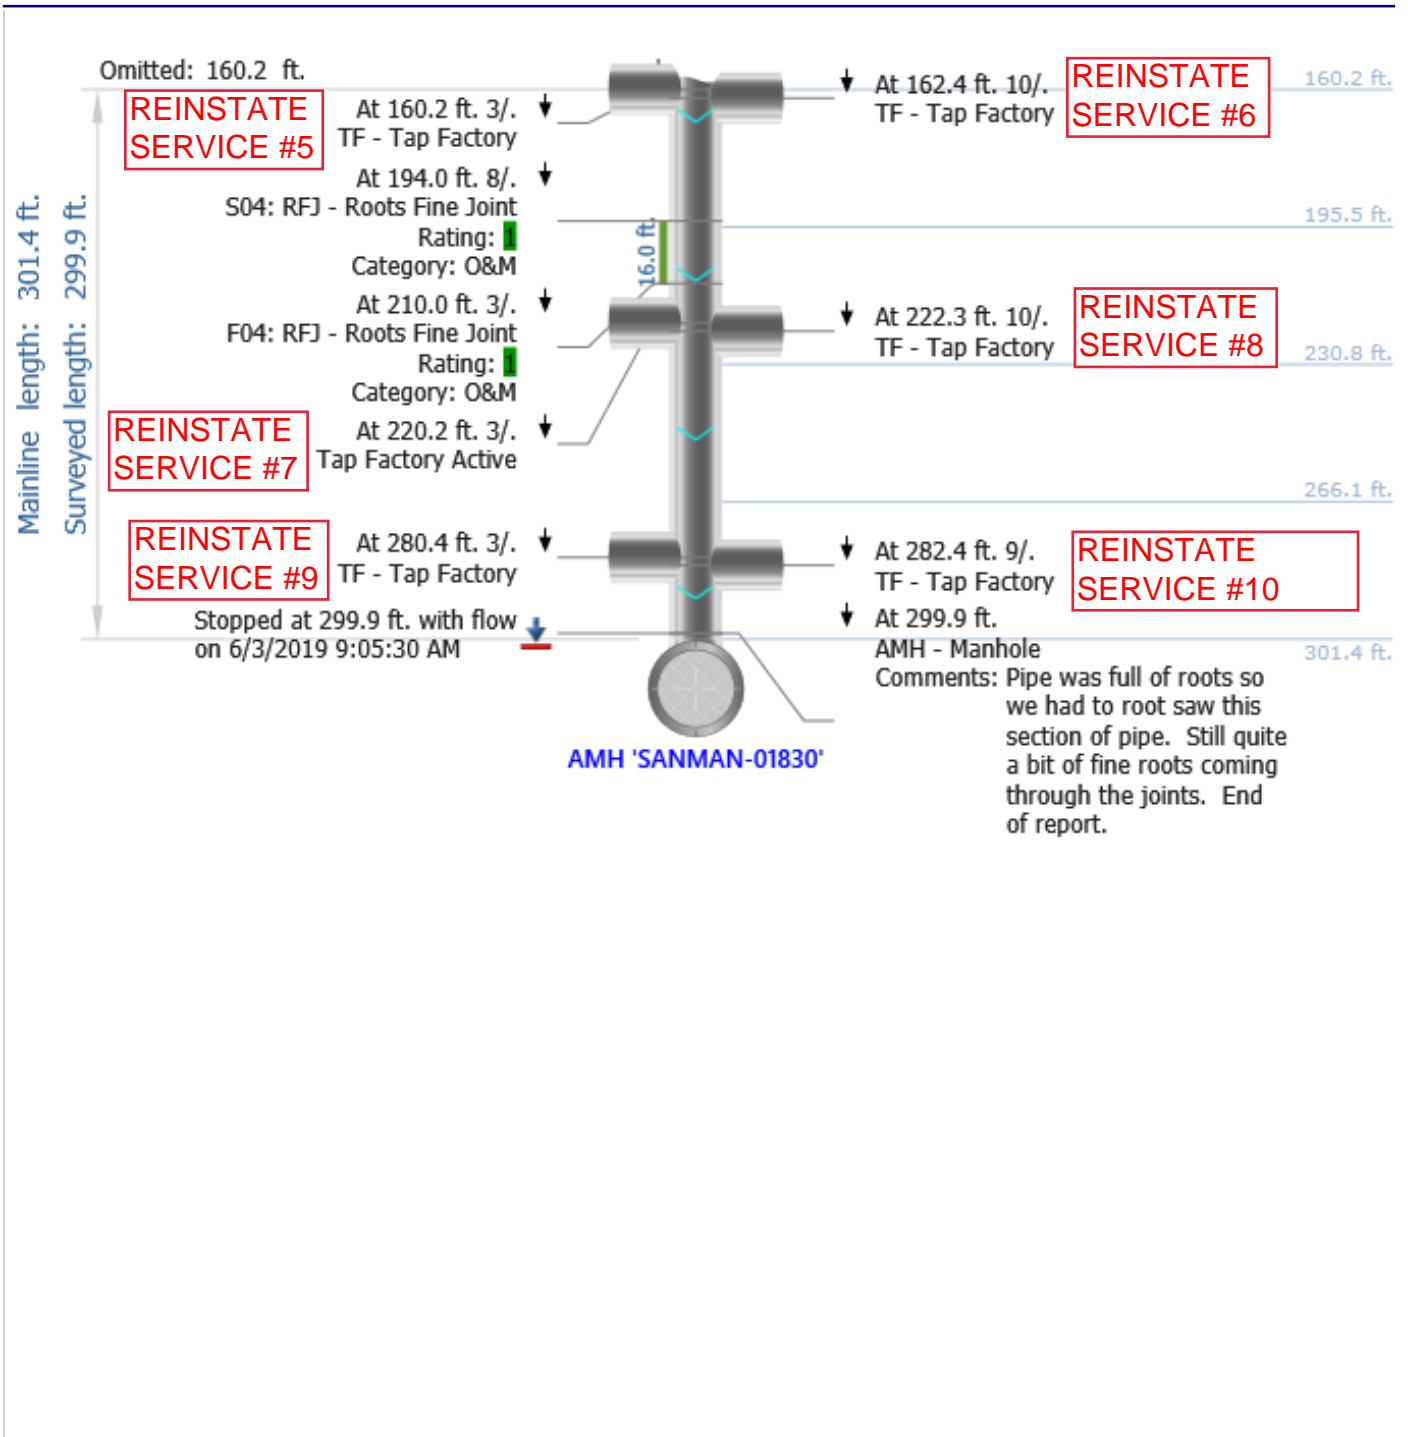 Omitted: 160.2 ft.
REINSTATE
SERVICE #5
At 160.2 ft. 3/.
TF - Tap Factory
At 162.4 ft. 10/.
TF - Tap Factory
REINSTATE
SERVICE #6
160.2 ft.
Mainline length: 301.4 ft.
Surveyed length: 299.9 ft.
At 194.0 ft. 8/.
S04: RFJ - Roots Fine Joint
Rating: 1
Category: O&M
16.0 ft.
195.5 ft.
At 210.0 ft. 3/.
F04: RFJ - Roots Fine Joint
Rating: 1
Category: O&M
At 222.3 ft. 10/.
TF - Tap Factory
REINSTATE
SERVICE #8
230.8 ft.
REINSTATE
SERVICE #7
At 220.2 ft. 3/.
Tap Factory Active
266.1 ft.
REINSTATE
SERVICE #9
At 280.4 ft. 3/.
TF - Tap Factory
At 282.4 ft. 9/.
TF - Tap Factory
REINSTATE
SERVICE #10
Stopped at 299.9 ft. with flow
on 6/3/2019 9:05:30 AM
At 299.9 ft.
AMH - Manhole
301.4 ft.
Comments: Pipe was full of roots so
we had to root saw this
section of pipe. Still quite
a bit of fine roots coming
through the joints. End
of report.
AMH 'SANMAN-01830'